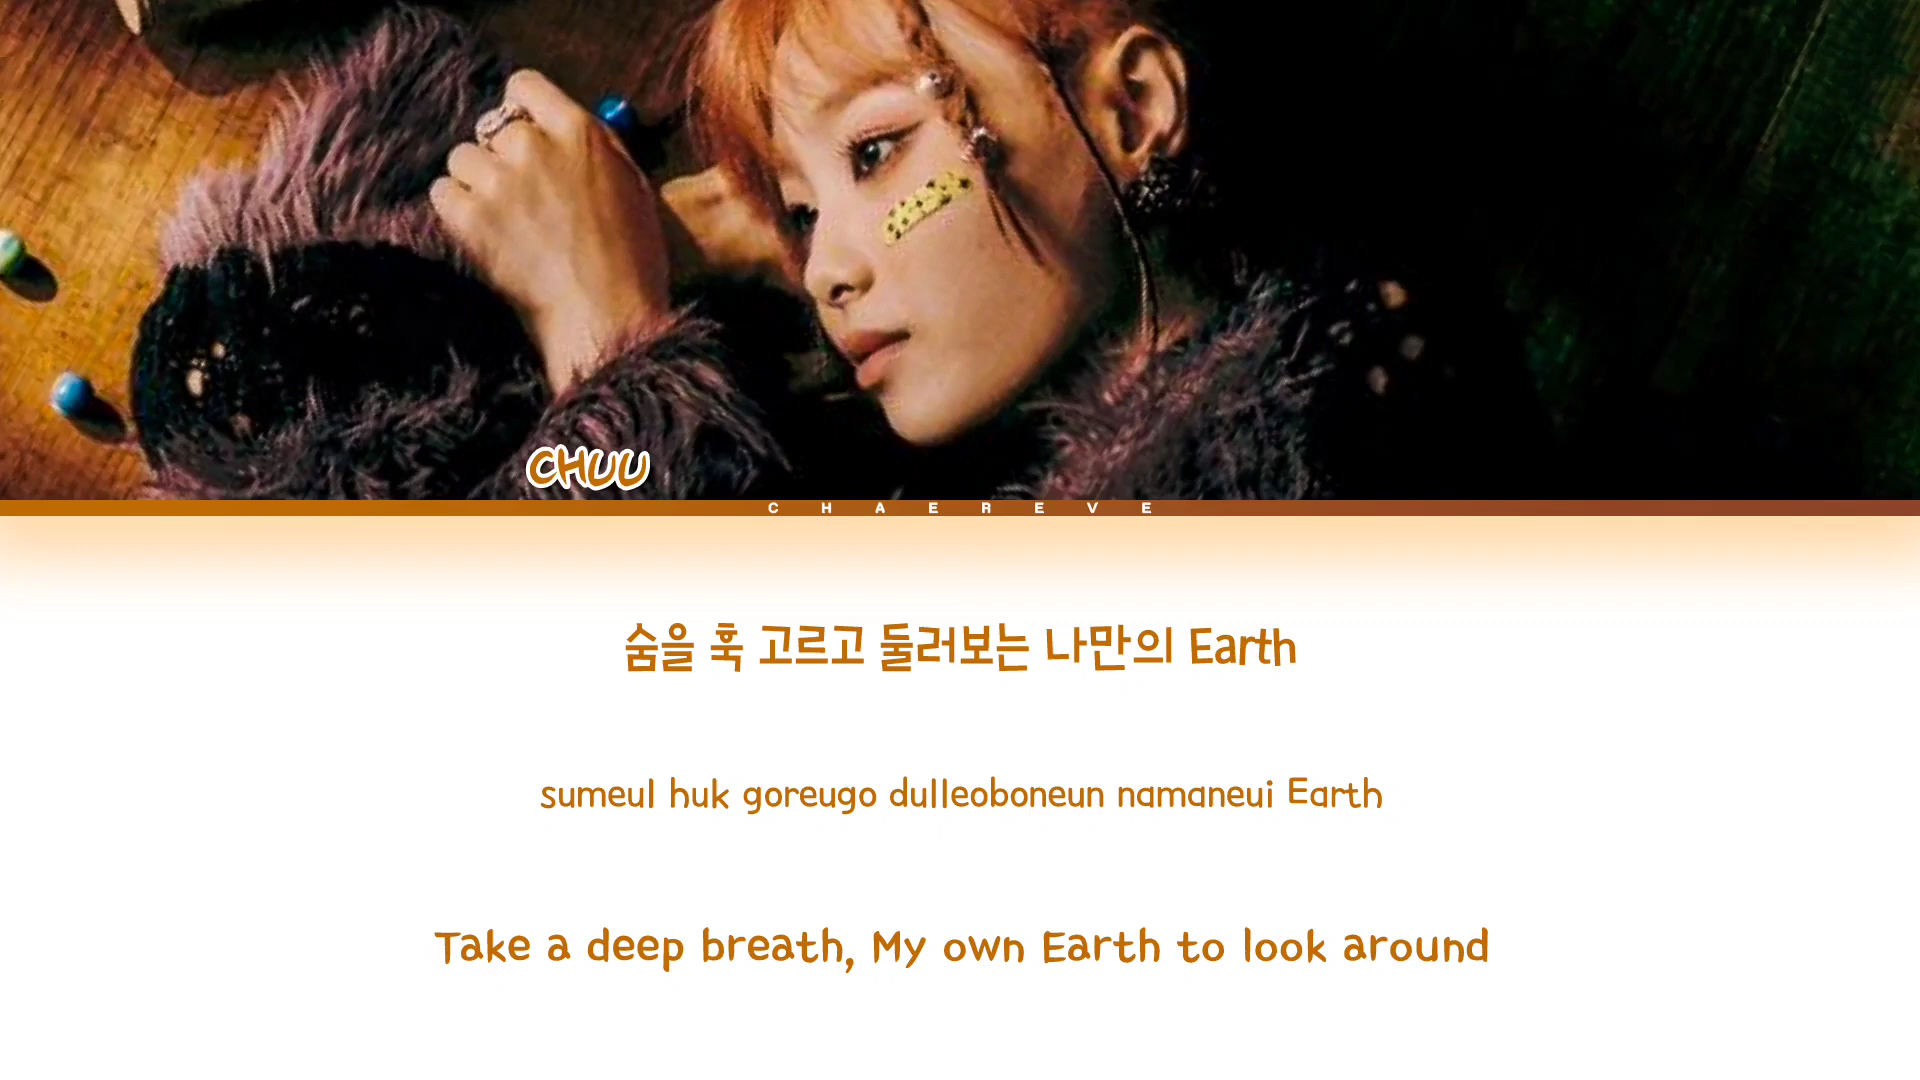 CHUU
CHAEREVE
숨을 훅 고르고 둘러보는 나만의 Earth
sumeul huk goreugo dulleoboneun namaneui Earth
Take a deep breath, My own Earth to look around